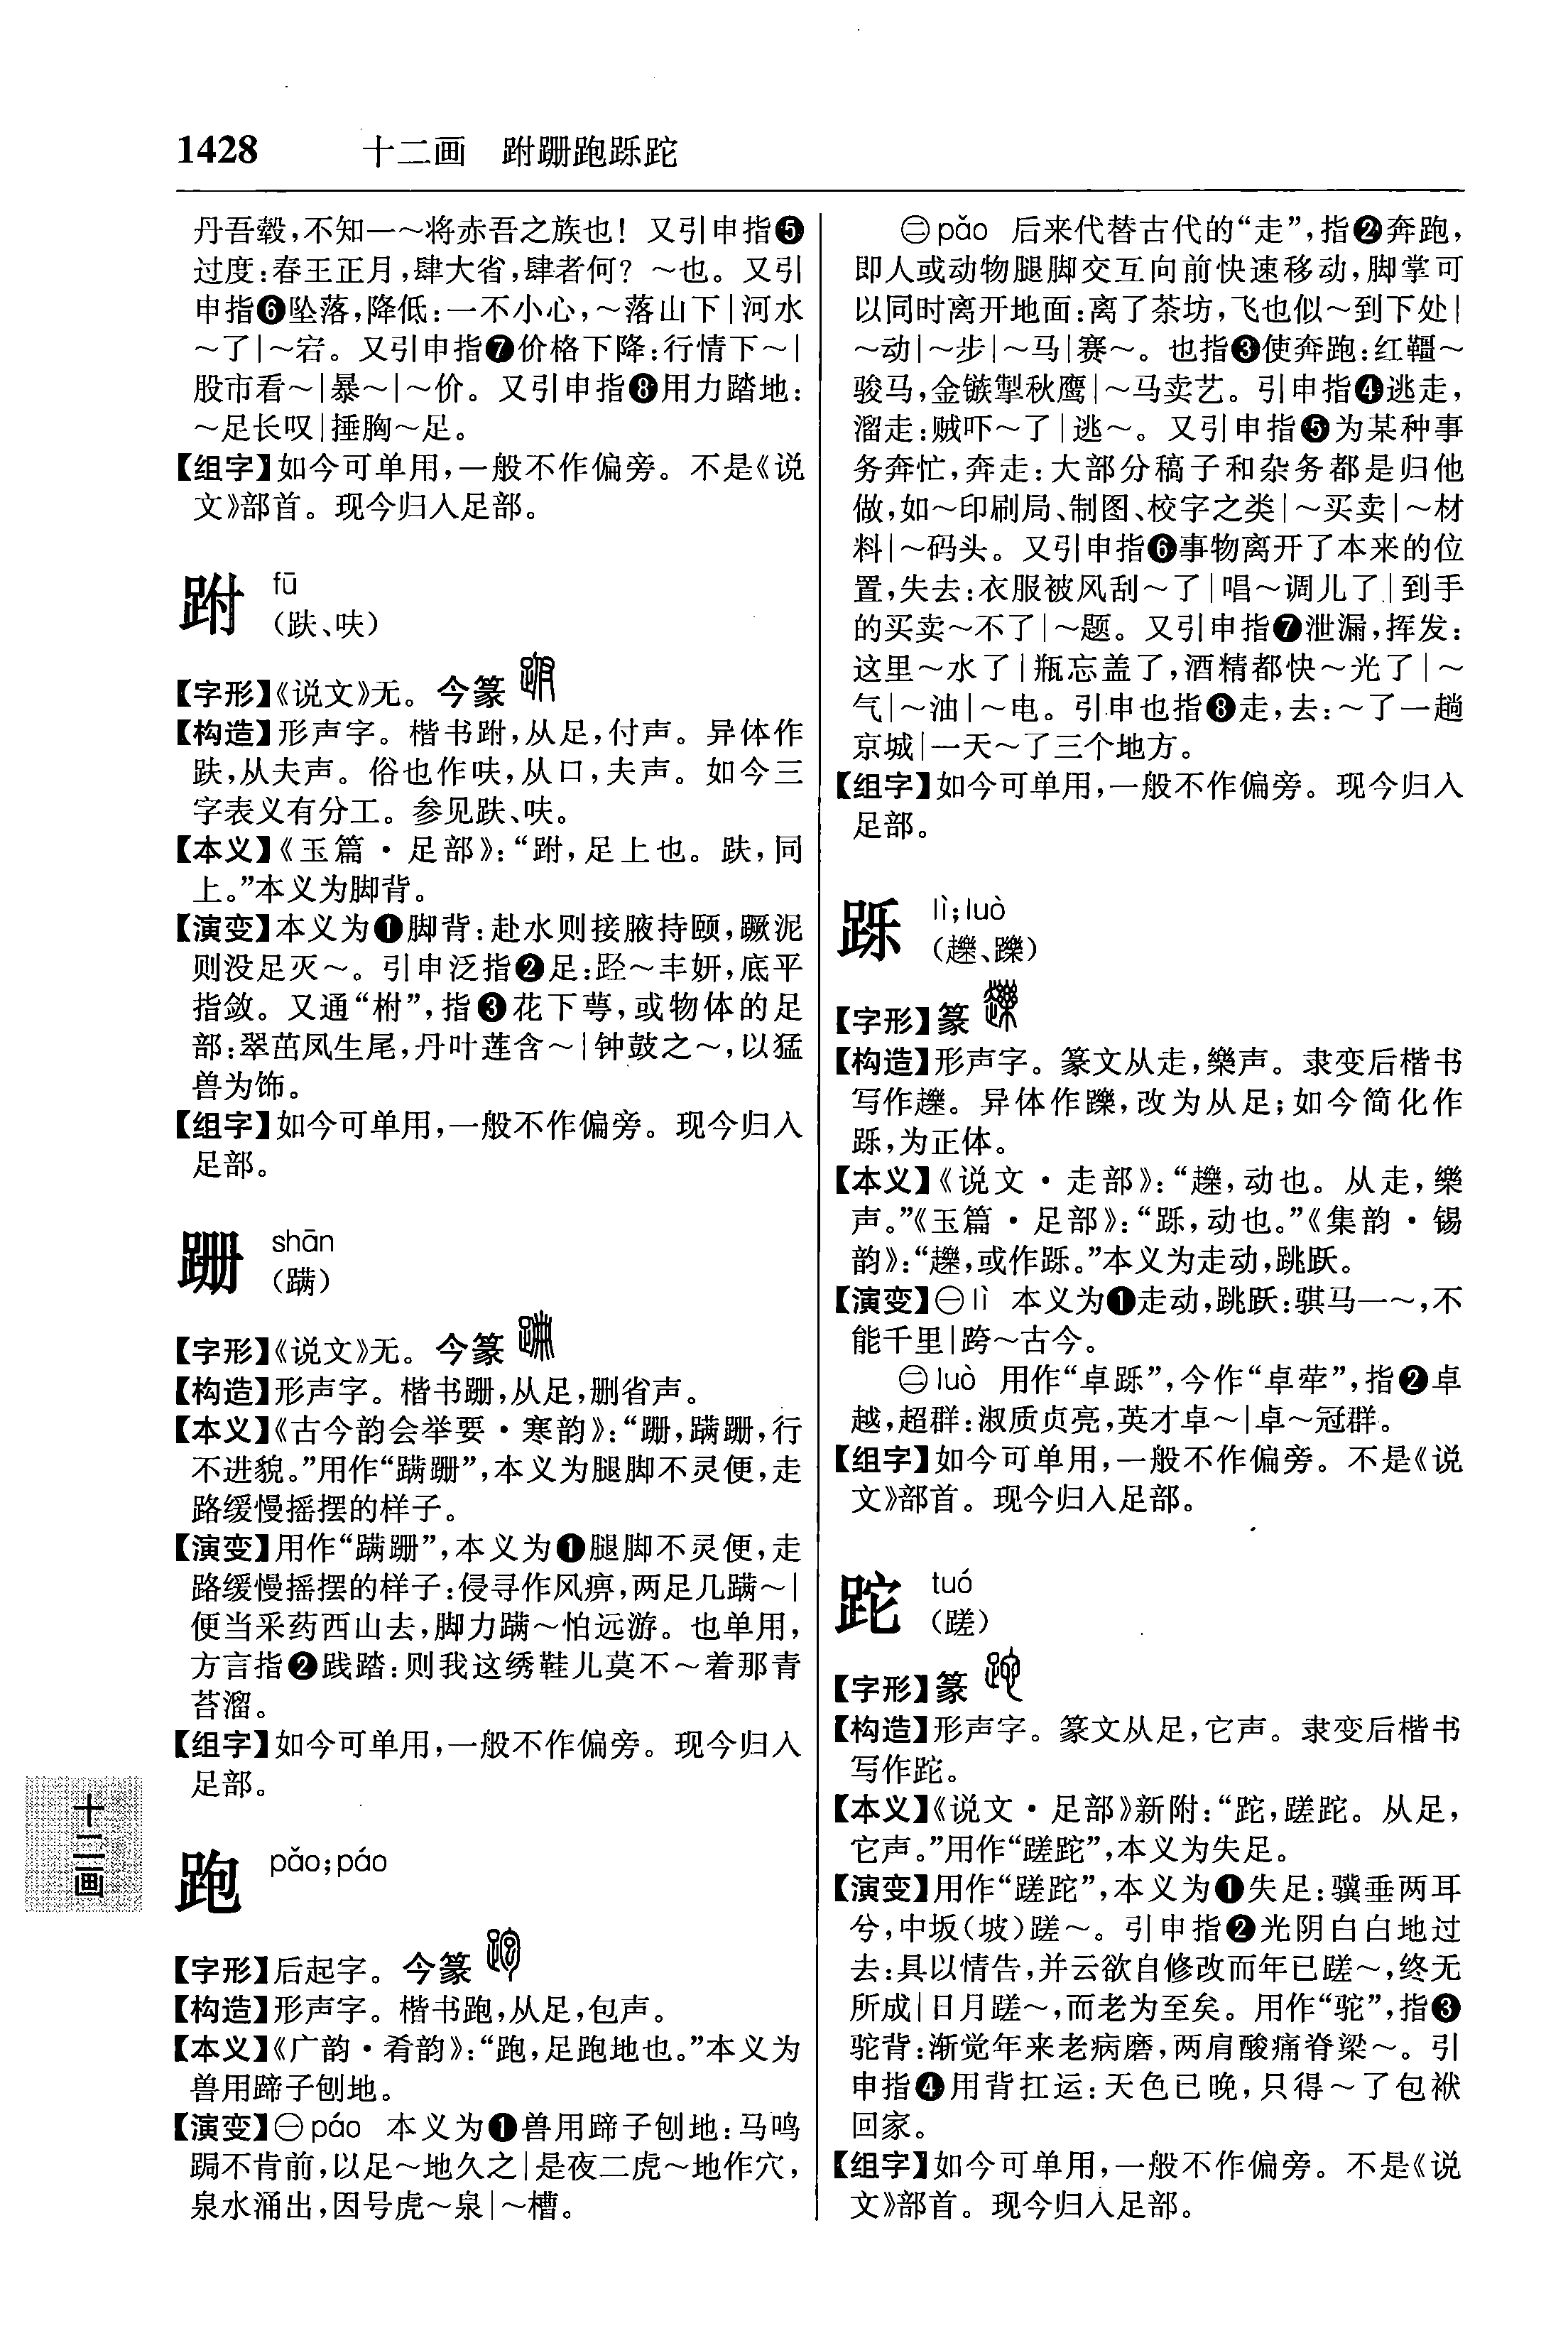 1428 十二画 跗跚跑跞跎
丹吾毂,不知一～将赤吾之族也! 又引申指❺
过度:春王正月,肆大省,肆者何? ～也。又引
申指❻坠落,降低:一不小心,～落山下|河水
～了|～宕。又引申指❼价格下降:行情下～|
股市看～|暴～|～价。又引申指❽用力踏地:
～足长叹|捶胸～足。
【组字】如今可单用,一般不作偏旁。不是《说
文》部首。现今归入足部。
跗 fū
(趺、呋)
【字形】《说文》无。今篆
【构造】形声字。楷书跗,从足,付声。异体作
趺,从夫声。俗也作呋,从口,夫声。如今三
字表义有分工。参见趺、呋。
【本义】《玉篇·足部》:“跗,足上也。趺,同
上。”本义为脚背。
【演变】本义为❶脚背:赴水则接腋持颐,蹶泥
则没足灭～。引申泛指❷足:胫～丰妍,底平
指敛。又通“柎”,指❸花下萼,或物体的足
部:翠茁凤生尾,丹叶莲含～|钟鼓之～,以猛
兽为饰。
【组字】如今可单用,一般不作偏旁。现今归入
足部。
跚 shān
(蹒)
【字形】《说文》无。今篆
【构造】形声字。楷书跚,从足,删省声。
【本义】《古今韵会举要·寒韵》:“跚,蹒跚,行
不进貌。”用作“蹒跚”,本义为腿脚不灵便,走
路缓慢摇摆的样子。
【演变】用作“蹒跚”,本义为❶腿脚不灵便,走
路缓慢摇摆的样子:侵寻作风痹,两足几蹒～|
便当采药西山去,脚力蹒～怕远游。也单用,
方言指❷践踏:则我这绣鞋儿莫不～着那青
苔溜。
【组字】如今可单用,一般不作偏旁。现今归入
足部。
跑 pǎo;páo
【字形】后起字。今篆
【构造】形声字。楷书跑,从足,包声。
【本义】《广韵·肴韵》:“跑,足跑地也。”本义为
兽用蹄子刨地。
【演变】㊀páo 本义为❶兽用蹄子刨地:马鸣
跼不肯前,以足～地久之|是夜二虎～地作穴,
泉水涌出,因号虎～泉|～槽。
㊁pǎo 后来代替古代的“走”,指❷奔跑,
即人或动物腿脚交互向前快速移动,脚掌可
以同时离开地面:离了茶坊,飞也似～到下处|
～动|～步|～马|赛～。也指❸使奔跑:红鞴～
骏马,金镞掣秋鹰|～马卖艺。引申指❹逃走,
溜走:贼吓～了|逃～。又引申指❺为某种事
务奔忙,奔走:大部分稿子和杂务都是归他
做,如～印刷局、制图、校字之类|～买卖|～材
料|～码头。又引申指❻事物离开了本来的位
置,失去:衣服被风刮～了|唱～调儿了|到手
的买卖～不了|～题。又引申指❼泄漏,挥发:
这里～水了|瓶忘盖了,酒精都快～光了|～
气|～油|～电。引申也指❽走,去:～了一趟
京城|一天～了三个地方。
【组字】如今可单用,一般不作偏旁。现今归入
足部。
跞 lì;luò
(趮、躒)
【字形】篆
【构造】形声字。篆文从走,樂声。隶变后楷书
写作𧾷。异体作躒,改为从足;如今简化作
跞,为正体。
【本义】《说文·走部》:“,动也。从走,樂
声。”《玉篇·足部》:“跞,动也。”《集韵·锡
韵》:“,或作跞。”本义为走动,跳跃。
【演变】㊀lì 本义为❶走动,跳跃:骐马一～,不
能千里|跨～古今。
㊁luò 用作“卓跞”,今作“卓荦”,指❷卓
越,超群:淑质贞亮,英才卓～|卓～冠群。
【组字】如今可单用,一般不作偏旁。不是《说
文》部首。现今归入足部。
跎 tuó
(蹉)
【字形】篆
【构造】形声字。篆文从足,它声。隶变后楷书
写作跎。
【本义】《说文·足部》新附:“跎,蹉跎。从足,
它声。”用作“蹉跎”,本义为失足。
【演变】用作“蹉跎”,本义为❶失足:骥垂两耳
兮,中坂(坡)蹉～。引申指❷光阴白白地过
去:具以情告,并云欲自修改而年已蹉～,终无
所成|日月蹉～,而老为至矣。用作“驼”,指❸
驼背:渐觉年来老病磨,两肩酸痛脊梁～。引
申指❹用背扛运:天色已晚,只得～了包袱
回家。
【组字】如今可单用,一般不作偏旁。不是《说
文》部首。现今归入足部。
十二画